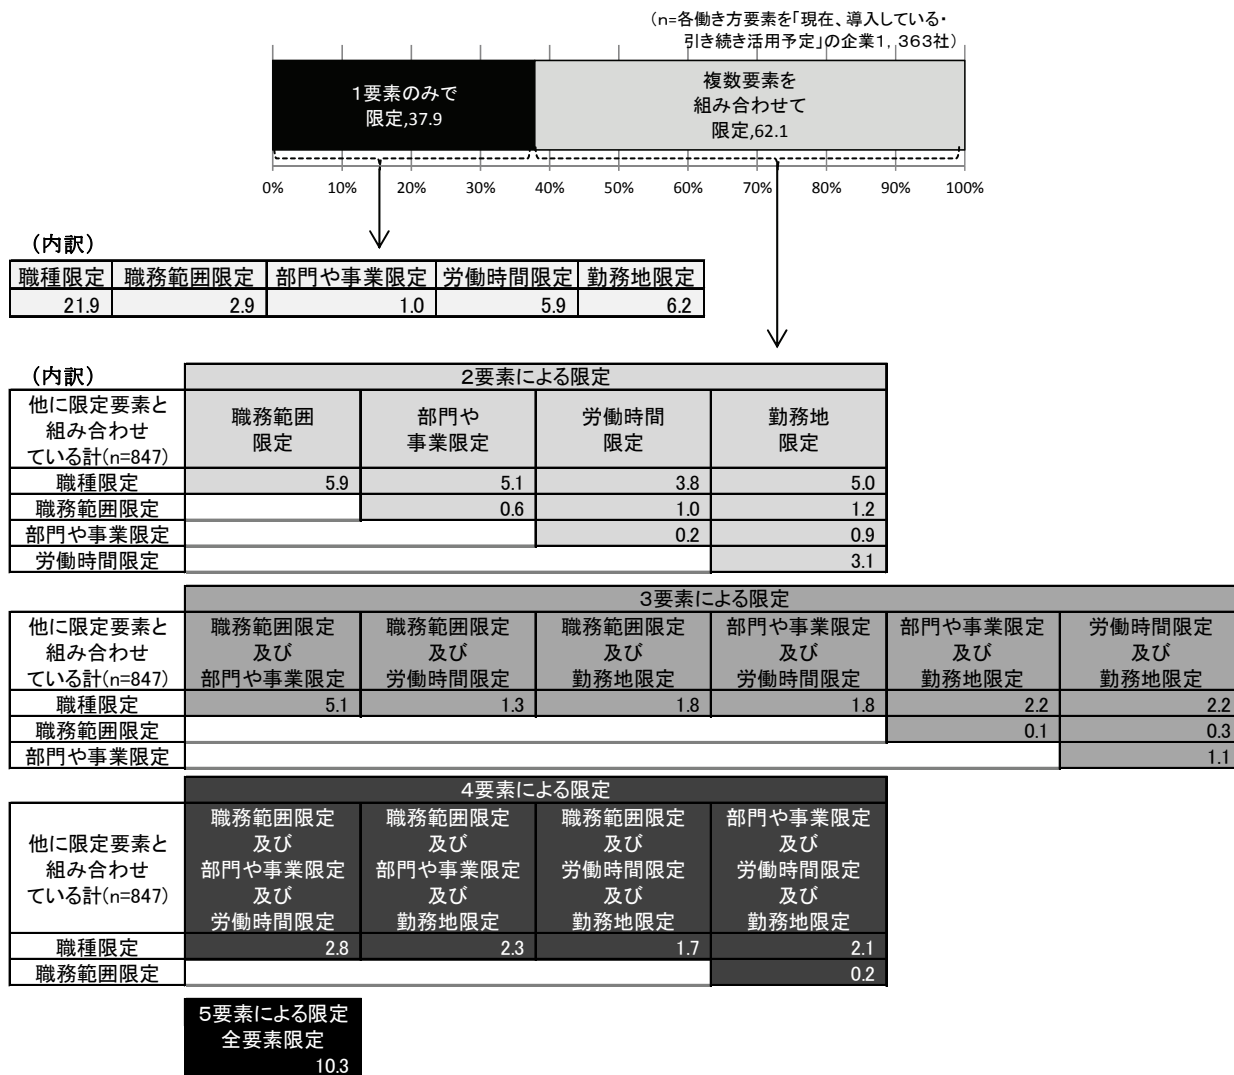 (n=各働き方要素を「現在、導入している・
引き続き活用予定」の企業1,363社)
1要素のみで
限定,37.9
複数要素を
組み合わせて
限定,62.1
0% 10% 20% 30% 40% 50% 60% 70% 80% 90% 100%
(内訳)
職種限定 職務範囲限定 部門や事業限定 労働時間限定 勤務地限定
21.9 2.9 1.0 5.9 6.2
(内訳)
2要素による限定
他に限定要素と
組み合わせ
ている計(n=847)
職務範囲
限定
部門や
事業限定
労働時間
限定
勤務地
限定
職種限定 5.9 5.1 3.8 5.0
職務範囲限定 0.6 1.0 1.2
部門や事業限定 0.2 0.9
労働時間限定 3.1
3要素による限定
他に限定要素と
組み合わせ
ている計(n=847)
職務範囲限定
及び
部門や事業限定
職務範囲限定
及び
労働時間限定
職務範囲限定
及び
勤務地限定
部門や事業限定
及び
労働時間限定
部門や事業限定
及び
勤務地限定
労働時間限定
及び
勤務地限定
職種限定 5.1 1.3 1.8 1.8 2.2 2.2
職務範囲限定 0.1 0.3
部門や事業限定 1.1
4要素による限定
他に限定要素と
組み合わせ
ている計(n=847)
職務範囲限定
及び
部門や事業限定
及び
労働時間限定
職務範囲限定
及び
部門や事業限定
及び
勤務地限定
職務範囲限定
及び
労働時間限定
及び
勤務地限定
部門や事業限定
及び
労働時間限定
及び
勤務地限定
職種限定 2.8 2.3 1.7 2.1
職務範囲限定 0.2
5要素による限定
全要素限定
10.3